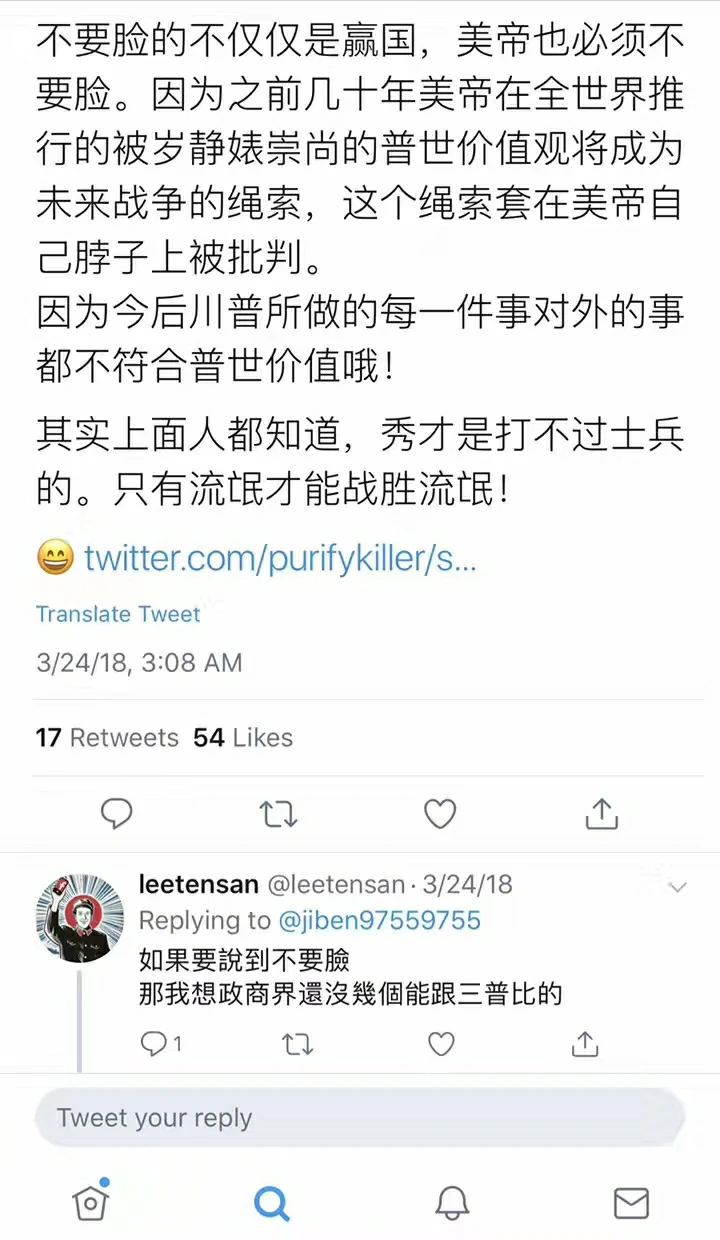 不要脸的不仅仅是赢国，美帝也必须不
要脸。因为之前几十年美帝在全世界推
行的被岁静婊崇尚的普世价值观将成为
未来战争的绳索，这个绳索套在美帝自
己脖子上被批判。
因为今后川普所做的每一件事对外的事
都不符合普世价值哦！
其实上面人都知道，秀才是打不过士兵
的。只有流氓才能战胜流氓！
😄 twitter.com/purifykiller/s...
Translate Tweet
3/24/18, 3:08 AM
17 Retweets 54 Likes
leetensan @leetensan · 3/24/18
Replying to @jiben97559755
如果要說到不要臉
那我想政商界還沒幾個能跟三普比的
1
Tweet your reply